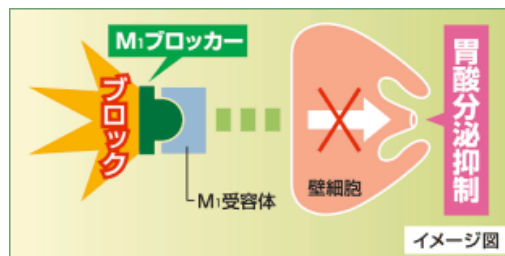 M1ブロッカー
ブロック
M1受容体
壁細胞
胃酸分泌抑制
イメージ図